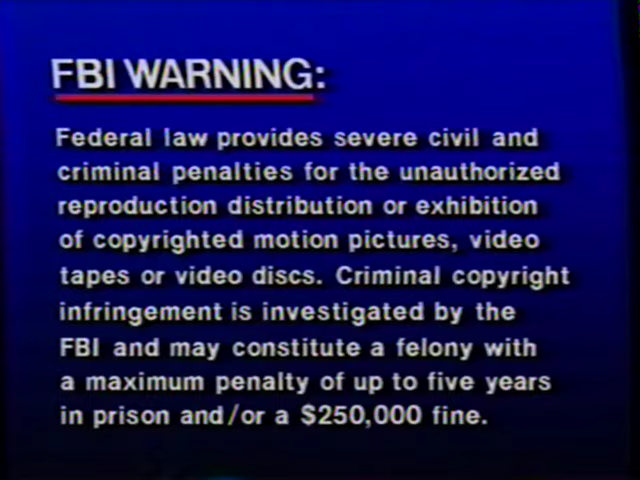 FBI WARNING:
Federal law provides severe civil and
criminal penalties for the unauthorized
reproduction distribution or exhibition
of copyrighted motion pictures, video
tapes or video discs. Criminal copyright
infringement is investigated by the
FBI and may constitute a felony with
a maximum penalty of up to five years
in prison and/or a $250,000 fine.